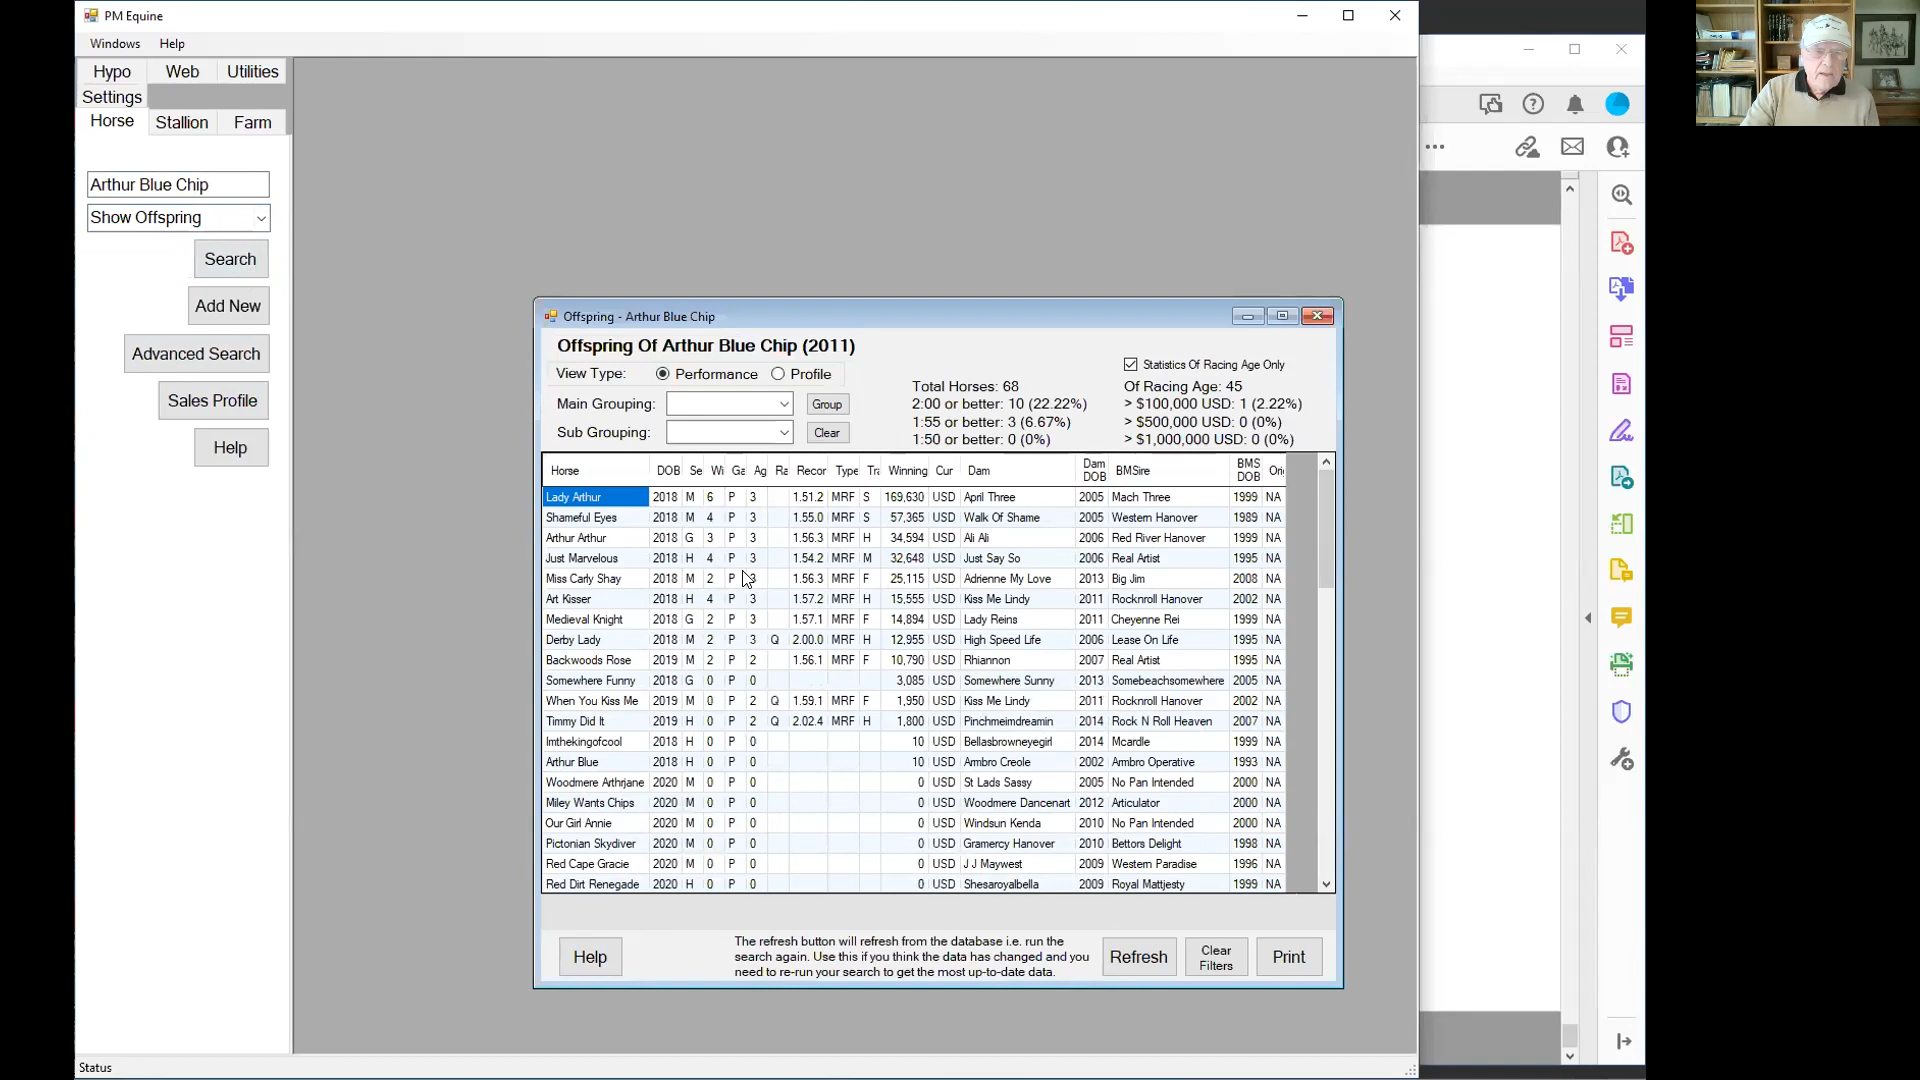 PM Equine
Windows Help
Hypo Web Utilities
Settings
Horse Stallion Farm
Arthur Blue Chip
Show Offspring
Search
Add New
Advanced Search
Sales Profile
Help
Offspring - Arthur Blue Chip
Offspring Of Arthur Blue Chip (2011)
View Type: Performance Profile
Main Grouping: Group
Sub Grouping: Clear
Total Horses: 68
2:00 or better: 10 (22.22%)
1:55 or better: 3 (6.67%)
1:50 or better: 0 (0%)
Statistics Of Racing Age Only
Of Racing Age: 45
> $100,000 USD: 1 (2.22%)
> $500,000 USD: 0 (0%)
> $1,000,000 USD: 0 (0%)
Horse DOB Se Wi Ga Ag Ra Recor Type Tra Winning Cur Dam Dam DOB BMSire BMS DOB Ori
Lady Arthur 2018 M 6 P 3 1.51.2 MRF S 169,630 USD April Three 2005 Mach Three 1999 NA
Shameful Eyes 2018 M 4 P 3 1.55.0 MRF S 57,365 USD Walk Of Shame 2005 Western Hanover 1989 NA
Arthur Arthur 2018 G 3 P 3 1.56.3 MRF H 34,594 USD Ali Ali 2006 Red River Hanover 1999 NA
Just Marvelous 2018 H 4 P 3 1.54.2 MRF M 32,648 USD Just Say So 2006 Real Artist 1995 NA
Miss Carly Shay 2018 M 2 P 3 1.56.3 MRF F 25,115 USD Adrienne My Love 2013 Big Jim 2008 NA
Art Kisser 2018 H 4 P 3 1.57.2 MRF H 15,555 USD Kiss Me Lindy 2011 Rocknroll Hanover 2002 NA
Medieval Knight 2018 G 2 P 3 1.57.1 MRF F 14,894 USD Lady Reins 2011 Cheyenne Rei 1999 NA
Derby Lady 2018 M 2 P 3 Q 2.00.0 MRF H 12,955 USD High Speed Life 2006 Lease On Life 1995 NA
Backwoods Rose 2019 M 2 P 2 1.56.1 MRF F 10,790 USD Rhiannon 2007 Real Artist 1995 NA
Somewhere Funny 2018 G 0 P 0 3,085 USD Somewhere Sunny 2013 Somebeachsomewhere 2005 NA
When You Kiss Me 2019 M 0 P 2 Q 1.59.1 MRF F 1,950 USD Kiss Me Lindy 2011 Rocknroll Hanover 2002 NA
Timmy Did It 2019 H 0 P 2 Q 2.02.4 MRF H 1,800 USD Pinchmeimdreamin 2014 Rock N Roll Heaven 2007 NA
Imthekingofcool 2018 H 0 P 0 10 USD Bellasbrowneyegirl 2014 Mcardle 1999 NA
Arthur Blue 2018 H 0 P 0 10 USD Ambro Creole 2002 Ambro Operative 1993 NA
Woodmere Arthrjane 2020 M 0 P 0 0 USD St Lads Sassy 2005 No Pan Intended 2000 NA
Miley Wants Chips 2020 M 0 P 0 0 USD Woodmere Dancenart 2012 Articulator 2000 NA
Our Girl Annie 2020 M 0 P 0 0 USD Windsun Kenda 2010 No Pan Intended 2000 NA
Pictonian Skydiver 2020 M 0 P 0 0 USD Gramercy Hanover 2010 Bettors Delight 1998 NA
Red Cape Gracie 2020 M 0 P 0 0 USD J J Maywest 2009 Western Paradise 1996 NA
Red Dirt Renegade 2020 H 0 P 0 0 USD Shesaroyalbella 2009 Royal Mattjesty 1999 NA
Help
The refresh button will refresh from the database i.e. run the
search again. Use this if you think the data has changed and you
need to re-run your search to get the most up-to-date data.
Refresh
Clear
Filters
Print
Status